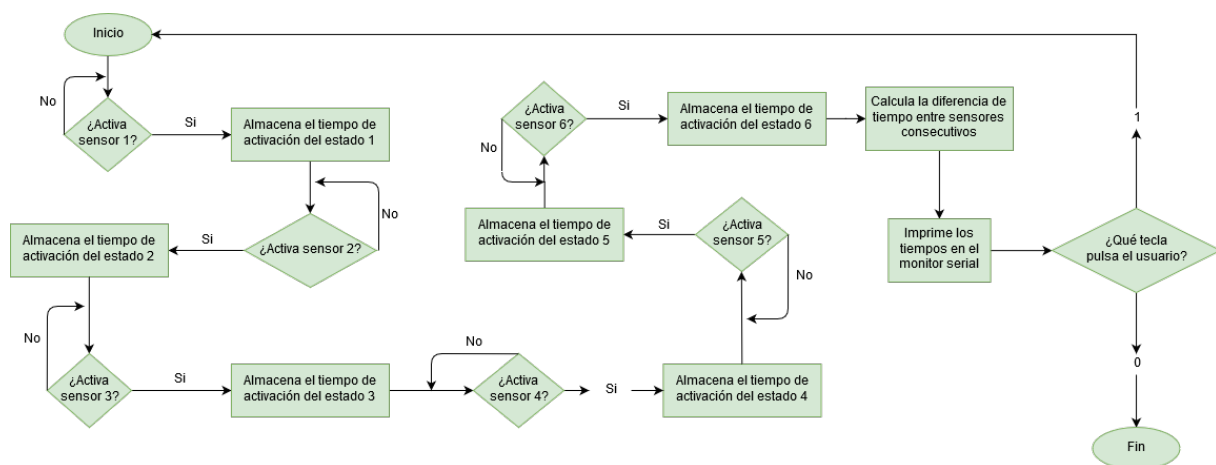 Inicio
No
¿Activa
sensor 1?
Si
Almacena el tiempo de
activación del estado 1
No
¿Activa sensor 2?
Si
Almacena el tiempo de
activación del estado 2
No
¿Activa
sensor 3?
Si
Almacena el tiempo de
activación del estado 3
No
¿Activa
sensor 4?
Si
Almacena el tiempo de
activación del estado 4
No
¿Activa
sensor 5?
Si
Almacena el tiempo de
activación del estado 5
No
¿Activa
sensor 6?
Si
Almacena el tiempo de
activación del estado 6
Calcula la diferencia de
tiempo entre sensores
consecutivos
Imprime los
tiempos en el
monitor serial
¿Qué tecla
pulsa el usuario?
1
0
Fin